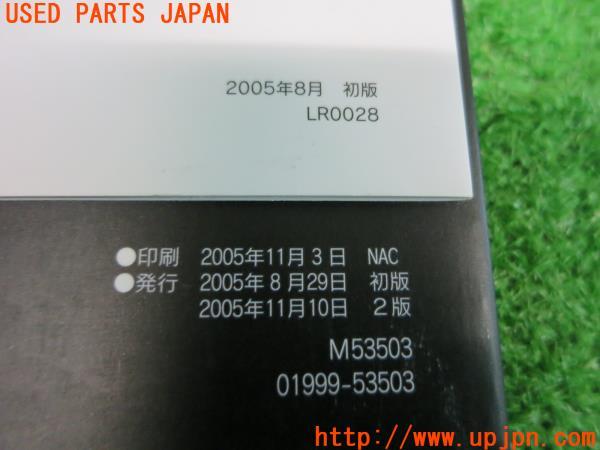 USED PARTS JAPAN
2005年8月 初版
LR0028
●印刷 2005年11月3日 NAC
●発行 2005年8月29日 初版
2005年11月10日 2版
M53503
01999-53503
http://www.upjpn.com/